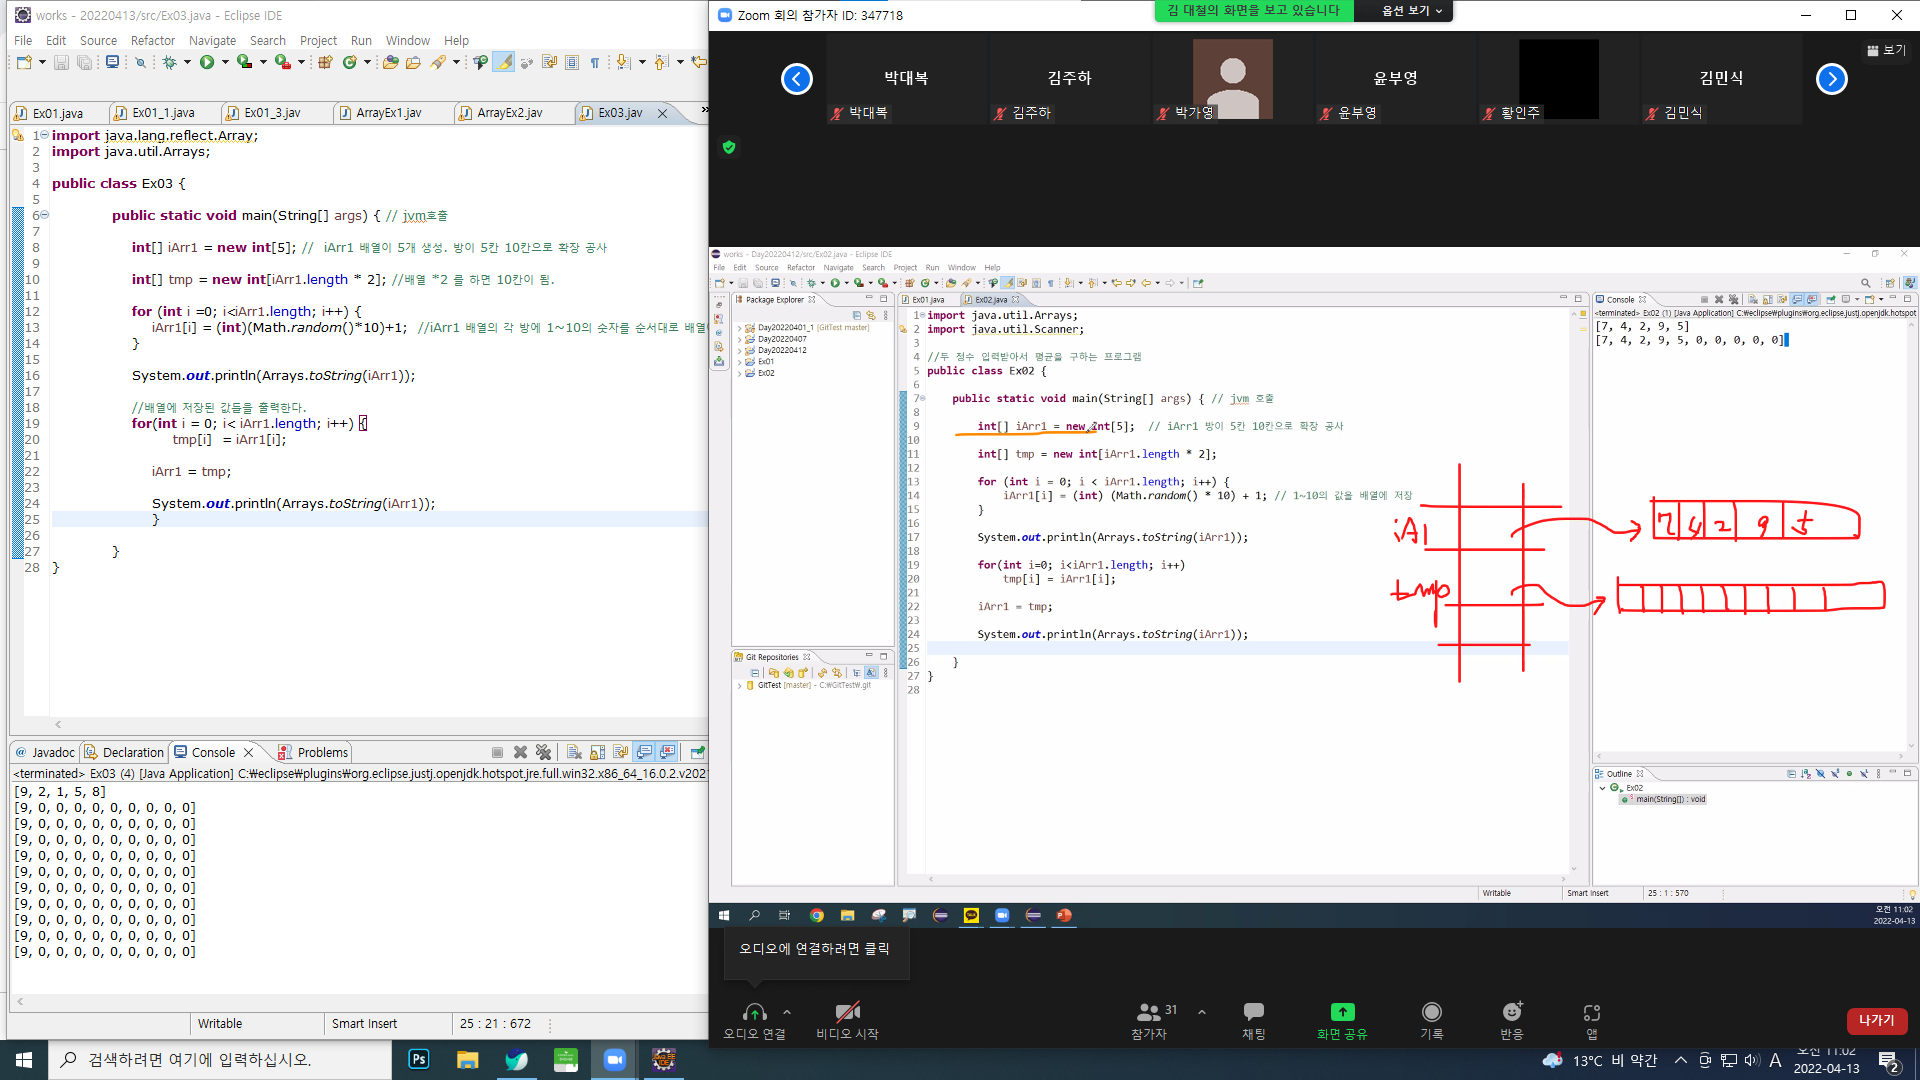 works - 20220413/src/Ex03.java - Eclipse IDE
File Edit Source Refactor Navigate Search Project Run Window Help
Ex01.java Ex01_1.java Ex01_3.jav ArrayEx1.jav ArrayEx2.jav Ex03.jav
1 import java.lang.reflect.Array;
2 import java.util.Arrays;
3
4 public class Ex03 {
5
6 public static void main(String[] args) { // jvm호출
7
8 int[] iArr1 = new int[5]; // iArr1 배열이 5개 생성. 방이 5칸 10칸으로 확장 공사
9
10 int[] tmp = new int[iArr1.length * 2]; //배열 *2 를 하면 10칸이 됨.
11
12 for (int i =0; i<iArr1.length; i++) {
13 iArr1[i] = (int)(Math.random()*10)+1; //iArr1 배열의 각 방에 1~10의 숫자를 순서대로 배열
14 }
15
16 System.out.println(Arrays.toString(iArr1));
17
18 //배열에 저장된 값들을 출력한다.
19 for(int i = 0; i< iArr1.length; i++) {
20 tmp[i] = iArr1[i];
21
22 iArr1 = tmp;
23
24 System.out.println(Arrays.toString(iArr1));
25 }
26
27 }
28 }
@ Javadoc Declaration Console Problems
<terminated> Ex03 (4) [Java Application] C:₩eclipse₩plugins₩org.eclipse.justj.openjdk.hotspot.jre.full.win32.x86_64_16.0.2.v2021
[9, 2, 1, 5, 8]
[9, 0, 0, 0, 0, 0, 0, 0, 0, 0]
[9, 0, 0, 0, 0, 0, 0, 0, 0, 0]
[9, 0, 0, 0, 0, 0, 0, 0, 0, 0]
[9, 0, 0, 0, 0, 0, 0, 0, 0, 0]
[9, 0, 0, 0, 0, 0, 0, 0, 0, 0]
[9, 0, 0, 0, 0, 0, 0, 0, 0, 0]
[9, 0, 0, 0, 0, 0, 0, 0, 0, 0]
[9, 0, 0, 0, 0, 0, 0, 0, 0, 0]
[9, 0, 0, 0, 0, 0, 0, 0, 0, 0]
[9, 0, 0, 0, 0, 0, 0, 0, 0, 0]
Writable Smart Insert 25 : 21 : 672
Zoom 회의 참가자 ID: 347718
김 대철의 화면을 보고 있습니다 옵션 보기
보기
박대복 김주하 윤부영 김민식
박대복 김주하 박가영 윤부영 황인주 김민식
works - Day20220412/src/Ex02.java - Eclipse IDE
File Edit Source Refactor Navigate Search Project Run Window Help
Package Explorer
Day20220401_1 [GitTest master]
Day20220407
Day20220412
Ex01
Ex02
Git Repositories
GitTest [master] - C:₩GitTest₩.git
Ex01.java Ex02.java
1 import java.util.Arrays;
2 import java.util.Scanner;
3
4 //두 정수 입력받아서 평균을 구하는 프로그램
5 public class Ex02 {
6
7 public static void main(String[] args) { // jvm 호출
8
9 int[] iArr1 = new int[5]; // iArr1 방이 5칸 10칸으로 확장 공사
10
11 int[] tmp = new int[iArr1.length * 2];
12
13 for (int i = 0; i < iArr1.length; i++) {
14 iArr1[i] = (int) (Math.random() * 10) + 1; // 1~10의 값을 배열에 저장
15 }
16
17 System.out.println(Arrays.toString(iArr1));
18
19 for(int i=0; i<iArr1.length; i++)
20 tmp[i] = iArr1[i];
21
22 iArr1 = tmp;
23
24 System.out.println(Arrays.toString(iArr1));
25
26 }
27 }
28
iA1
7 4 2 9 5
tmp
Console
<terminated> Ex02 (1) [Java Application] C:₩eclipse₩plugins₩org.eclipse.justj.openjdk.hotspot
[7, 4, 2, 9, 5]
[7, 4, 2, 9, 5, 0, 0, 0, 0, 0]
Outline
Ex02
main(String[]) : void
Writable Smart Insert 25 : 1 : 570
오전 11:02
2022-04-13
오디오에 연결하려면 클릭
31
오디오 연결 비디오 시작 참가자 채팅 화면 공유 기록 반응 앱 나가기
검색하려면 여기에 입력하십시오.
Ps
13°C 비 약간 A 오전 11:02
2022-04-13
2